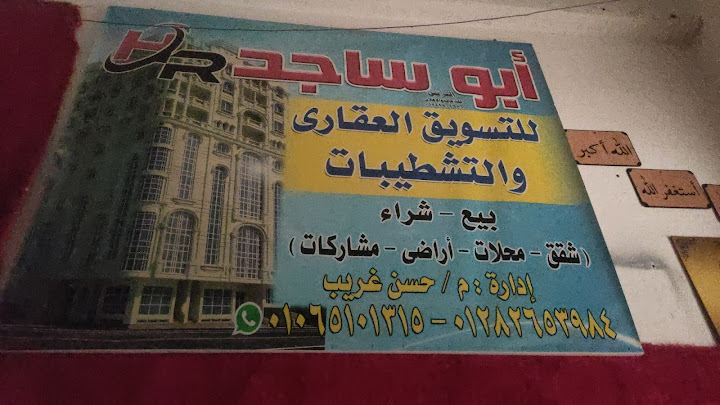 أبو ساجد HR
للتسويق العقارى
والتشطيبات
بيع - شراء
( شقق - محلات - أراضى - مشاركات )
إدارة : م / حسن غريب
٠١٠٦٥١٠١٣١٥ - ٠١٢٨٢٦٥٣٩٨٤
الله أكبر
أستغفر الله